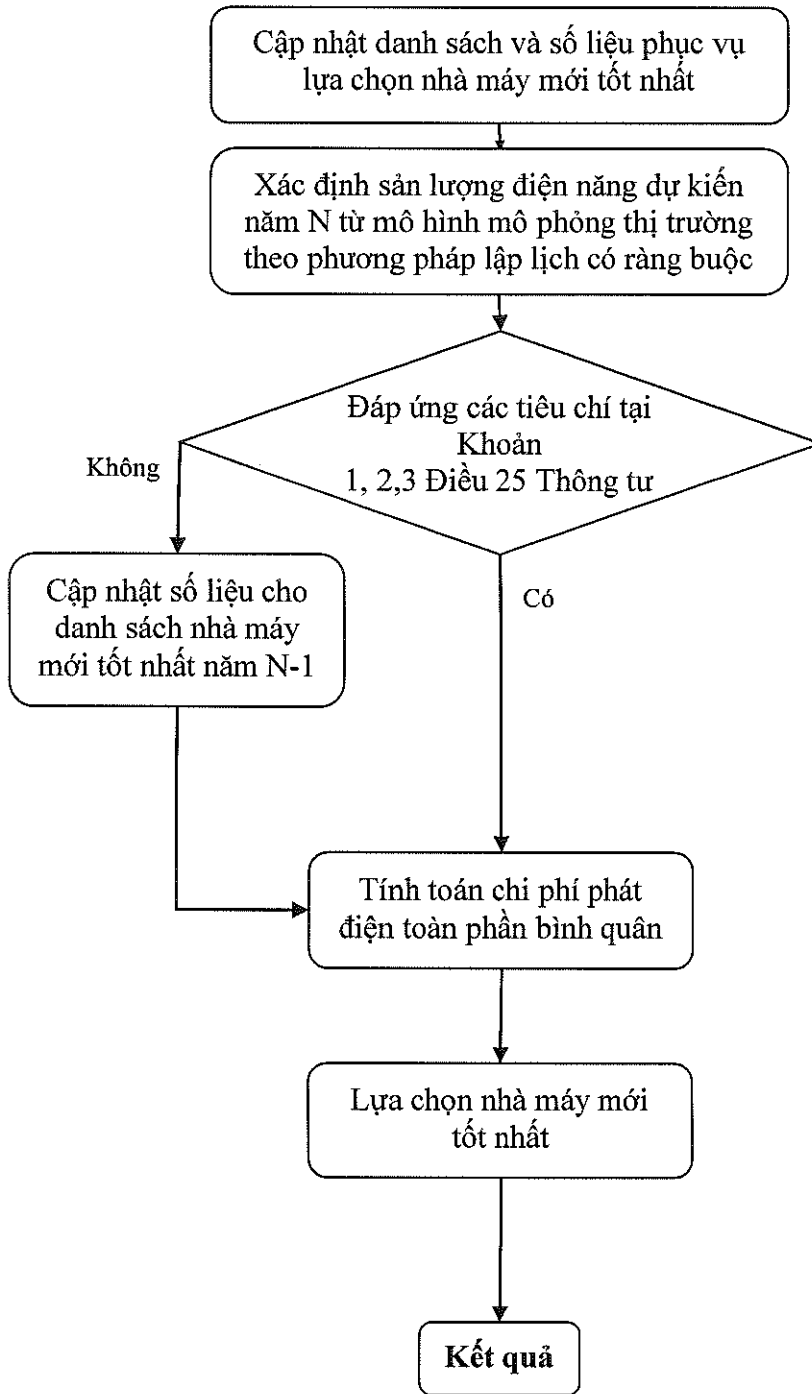 Cập nhật danh sách và số liệu phục vụ
lựa chọn nhà máy mới tốt nhất
Xác định sản lượng điện năng dự kiến
năm N từ mô hình mô phỏng thị trường
theo phương pháp lập lịch có ràng buộc
Đáp ứng các tiêu chí tại
Khoản
1, 2,3 Điều 25 Thông tư
Không
Có
Cập nhật số liệu cho
danh sách nhà máy
mới tốt nhất năm N-1
Tính toán chi phí phát
điện toàn phần bình quân
Lựa chọn nhà máy mới
tốt nhất
Kết quả